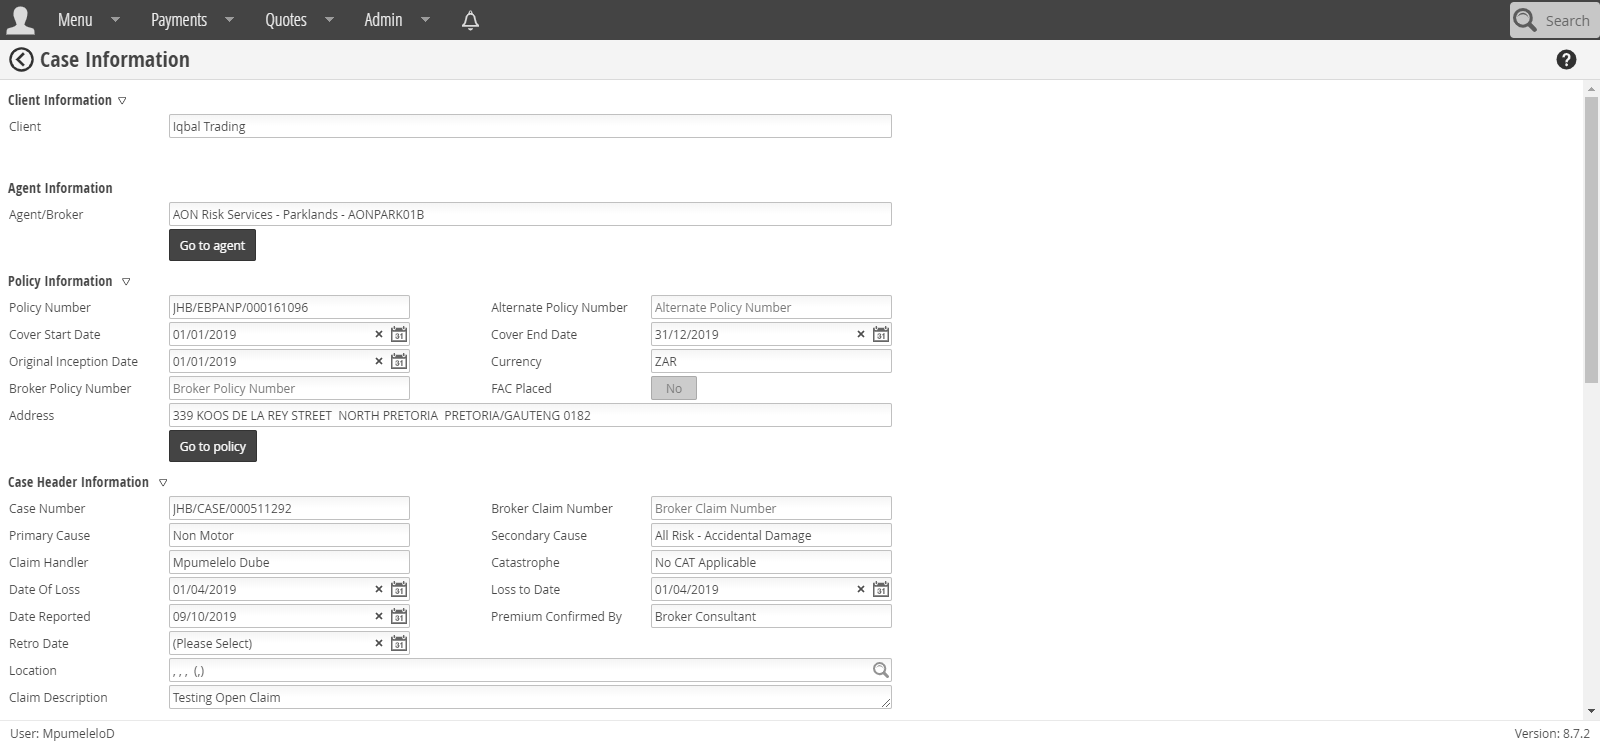 Menu Payments Quotes Admin Search
Case Information ?
Client Information
Client Iqbal Trading
Agent Information
Agent/Broker AON Risk Services - Parklands - AONPARK01B
Go to agent
Policy Information
Policy Number JHB/EBPANP/000161096 Alternate Policy Number Alternate Policy Number
Cover Start Date 01/01/2019 × 31 Cover End Date 31/12/2019 × 31
Original Inception Date 01/01/2019 × 31 Currency ZAR
Broker Policy Number Broker Policy Number FAC Placed No
Address 339 KOOS DE LA REY STREET  NORTH PRETORIA  PRETORIA/GAUTENG 0182
Go to policy
Case Header Information
Case Number JHB/CASE/000511292 Broker Claim Number Broker Claim Number
Primary Cause Non Motor Secondary Cause All Risk - Accidental Damage
Claim Handler Mpumelelo Dube Catastrophe No CAT Applicable
Date Of Loss 01/04/2019 × 31 Loss to Date 01/04/2019 × 31
Date Reported 09/10/2019 × 31 Premium Confirmed By Broker Consultant
Retro Date (Please Select) × 31
Location , , ,  (,)
Claim Description Testing Open Claim
User: MpumeleloD Version: 8.7.2